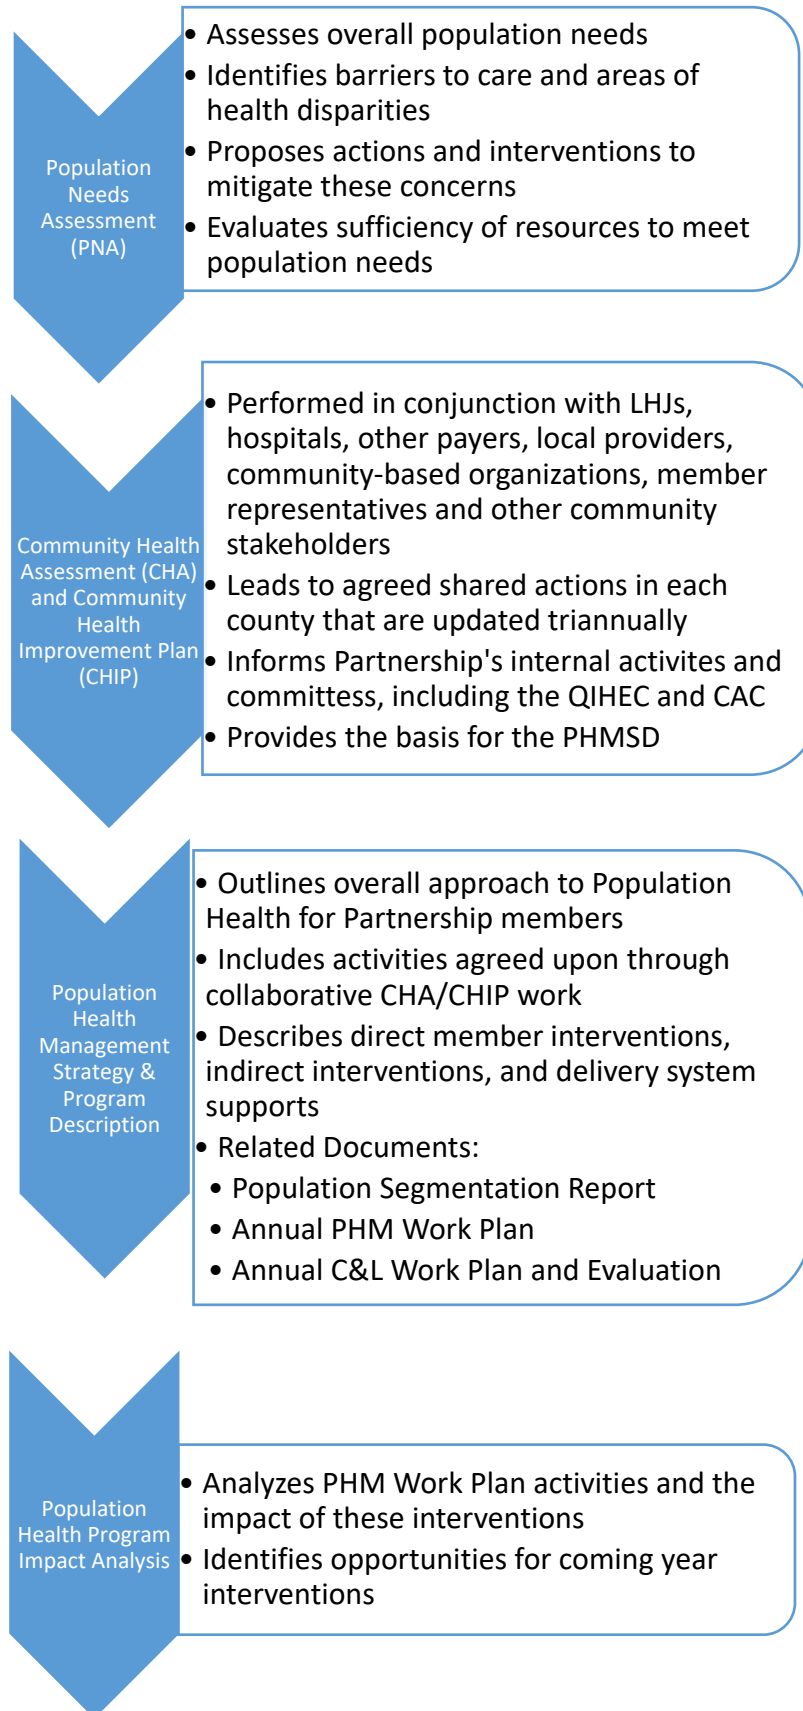 Population
Needs
Assessment
(PNA)
• Assesses overall population needs
• Identifies barriers to care and areas of
health disparities
• Proposes actions and interventions to
mitigate these concerns
• Evaluates sufficiency of resources to meet
population needs
Community Health
Assessment (CHA)
and Community
Health
Improvement Plan
(CHIP)
• Performed in conjunction with LHJs,
hospitals, other payers, local providers,
community-based organizations, member
representatives and other community
stakeholders
• Leads to agreed shared actions in each
county that are updated triannually
• Informs Partnership's internal activites and
committess, including the QIHEC and CAC
• Provides the basis for the PHMSD
Population
Health
Management
Strategy &
Program
Description
• Outlines overall approach to Population
Health for Partnership members
• Includes activities agreed upon through
collaborative CHA/CHIP work
• Describes direct member interventions,
indirect interventions, and delivery system
supports
• Related Documents:
• Population Segmentation Report
• Annual PHM Work Plan
• Annual C&L Work Plan and Evaluation
Population
Health Program
Impact Analysis
• Analyzes PHM Work Plan activities and the
impact of these interventions
• Identifies opportunities for coming year
interventions